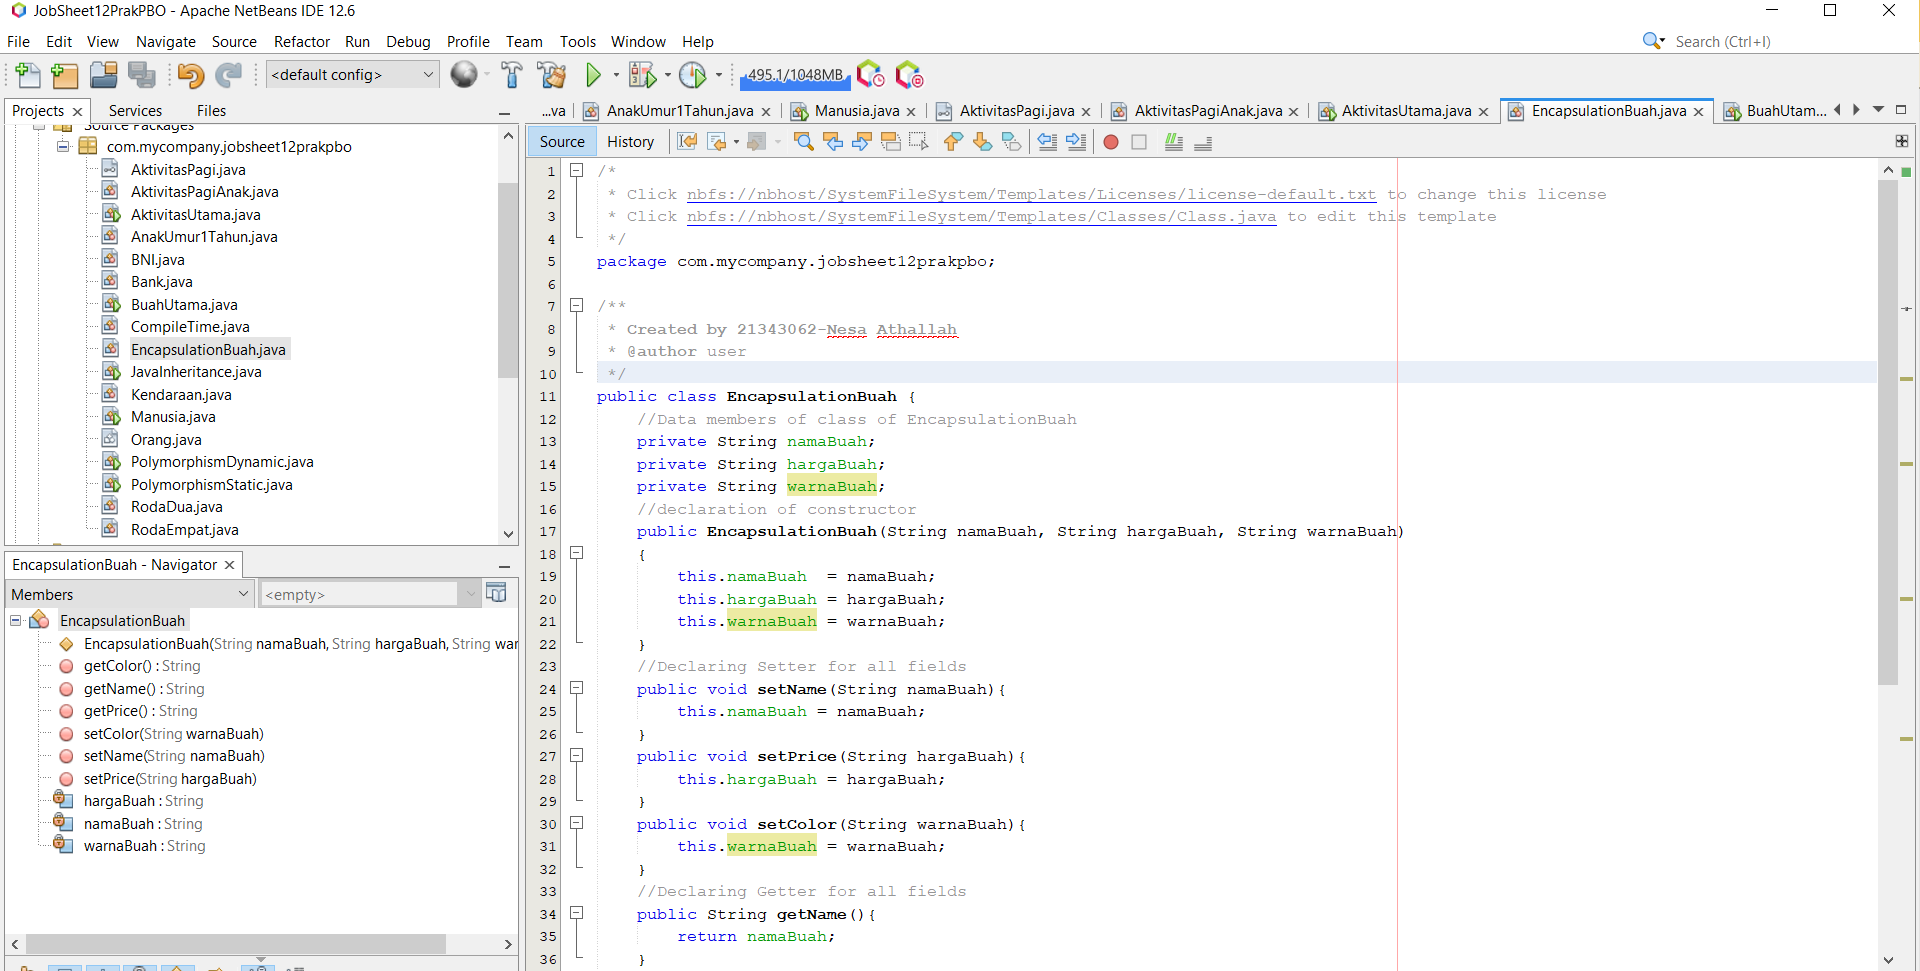 JobSheet12PrakPBO - Apache NetBeans IDE 12.6
File Edit View Navigate Source Refactor Run Debug Profile Team Tools Window Help
Search (Ctrl+I)
<default config>
495.1/1048MB
Projects Services Files
Source Packages
com.mycompany.jobsheet12prakpbo
AktivitasPagi.java
AktivitasPagiAnak.java
AktivitasUtama.java
AnakUmur1Tahun.java
BNI.java
Bank.java
BuahUtama.java
CompileTime.java
EncapsulationBuah.java
JavaInheritance.java
Kendaraan.java
Manusia.java
Orang.java
PolymorphismDynamic.java
PolymorphismStatic.java
RodaDua.java
RodaEmpat.java
EncapsulationBuah - Navigator
Members
<empty>
EncapsulationBuah
EncapsulationBuah(String namaBuah, String hargaBuah, String war
getColor() : String
getName() : String
getPrice() : String
setColor(String warnaBuah)
setName(String namaBuah)
setPrice(String hargaBuah)
hargaBuah : String
namaBuah : String
warnaBuah : String
...va AnakUmur1Tahun.java Manusia.java AktivitasPagi.java AktivitasPagiAnak.java AktivitasUtama.java EncapsulationBuah.java BuahUtam...
Source History
1 /*
2 * Click nbfs://nbhost/SystemFileSystem/Templates/Licenses/license-default.txt to change this license
3 * Click nbfs://nbhost/SystemFileSystem/Templates/Classes/Class.java to edit this template
4 */
5 package com.mycompany.jobsheet12prakpbo;
6
7 /**
8 * Created by 21343062-Nesa Athallah
9 * @author user
10 */
11 public class EncapsulationBuah {
12 //Data members of class of EncapsulationBuah
13 private String namaBuah;
14 private String hargaBuah;
15 private String warnaBuah;
16 //declaration of constructor
17 public EncapsulationBuah(String namaBuah, String hargaBuah, String warnaBuah)
18 {
19 this.namaBuah = namaBuah;
20 this.hargaBuah = hargaBuah;
21 this.warnaBuah = warnaBuah;
22 }
23 //Declaring Setter for all fields
24 public void setName(String namaBuah){
25 this.namaBuah = namaBuah;
26 }
27 public void setPrice(String hargaBuah){
28 this.hargaBuah = hargaBuah;
29 }
30 public void setColor(String warnaBuah){
31 this.warnaBuah = warnaBuah;
32 }
33 //Declaring Getter for all fields
34 public String getName(){
35 return namaBuah;
36 }